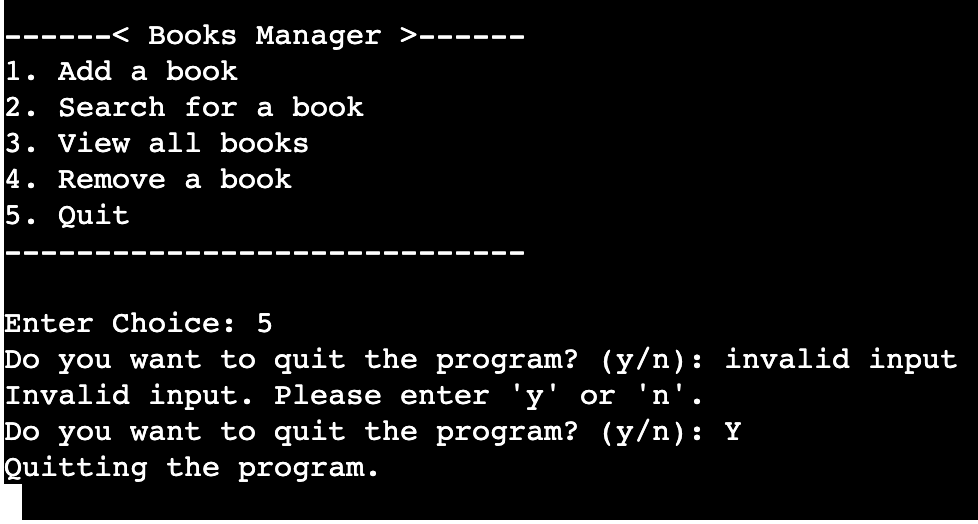 ------< Books Manager >------
1. Add a book
2. Search for a book
3. View all books
4. Remove a book
5. Quit
-----------------------------
Enter Choice: 5
Do you want to quit the program? (y/n): invalid input
Invalid input. Please enter 'y' or 'n'.
Do you want to quit the program? (y/n): Y
Quitting the program.